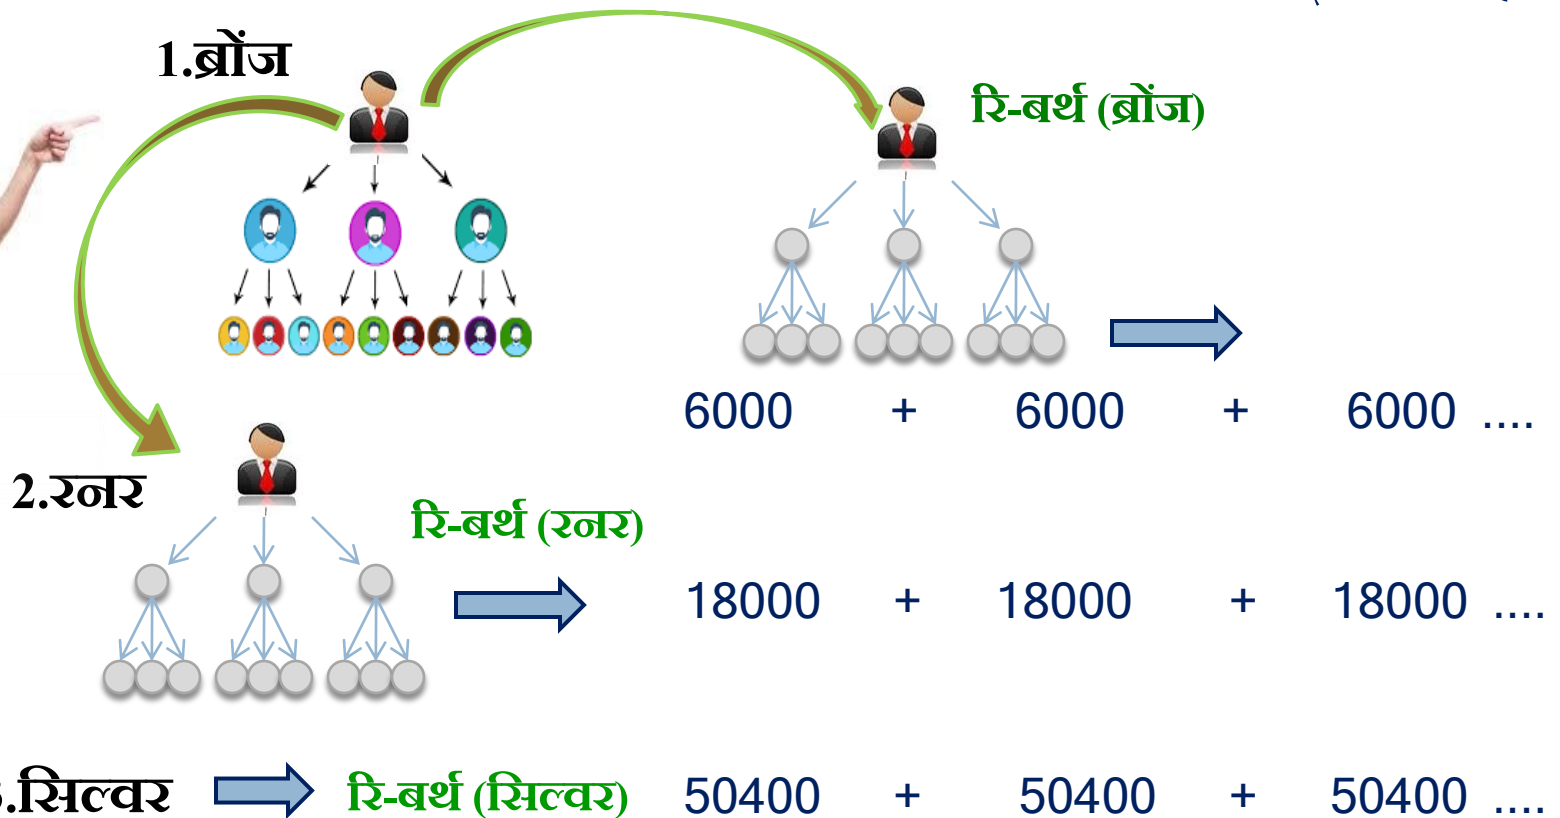 1.ब्रोंज
रि-बर्थ (ब्रोंज)
6000 + 6000 + 6000 ....
2.रनर
रि-बर्थ (रनर)
18000 + 18000 + 18000 ....
.सिल्वर रि-बर्थ (सिल्वर) 50400 + 50400 + 50400 ....